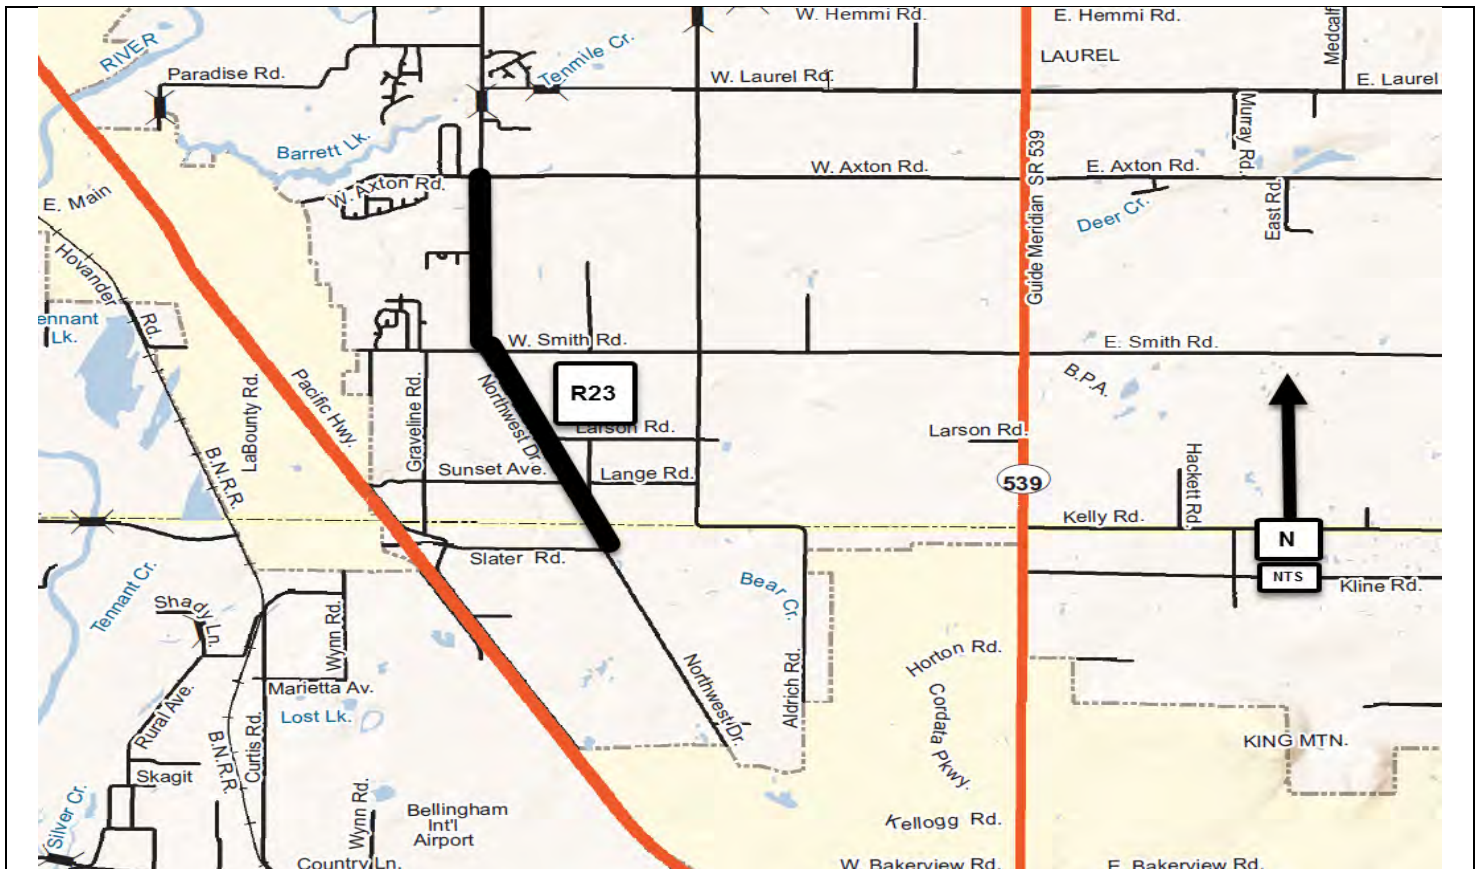 W. Hemmi Rd.
E. Hemmi Rd.
RIVER
Tenmile Cr.
LAUREL
Medcalf
Paradise Rd.
W. Laurel Rd.
E. Laurel
Murray Rd.
Barrett Lk.
Guide Meridian SR 539
W. Axton Rd.
E. Axton Rd.
W. Axton Rd.
E. Main
Deer Cr.
East Rd.
Hovander
Rd.
ennant
Lk.
W. Smith Rd.
E. Smith Rd.
LaBounty Rd.
Pacific Hwy.
Graveline Rd.
Northwest Dr.
R23
B.P.A.
Larson Rd.
Larson Rd.
Sunset Ave.
Lange Rd.
B.N.R.R.
539
Hackett Rd.
Kelly Rd.
N
NTS
Slater Rd.
Kline Rd.
Tennant Cr.
Shady Ln.
Bear Cr.
Wynn Rd.
Horton Rd.
Marietta Av.
Lost Lk.
Northwest Dr.
Aldrich Rd.
Cordata Pkwy.
Rural Ave.
B.N.R.R.
Curtis Rd.
KING MTN.
Skagit
Silver Cr.
Wynn Rd.
Bellingham
Int'l
Airport
Kellogg Rd.
Country Ln.
W. Bakerview Rd.
E. Bakerview Rd.